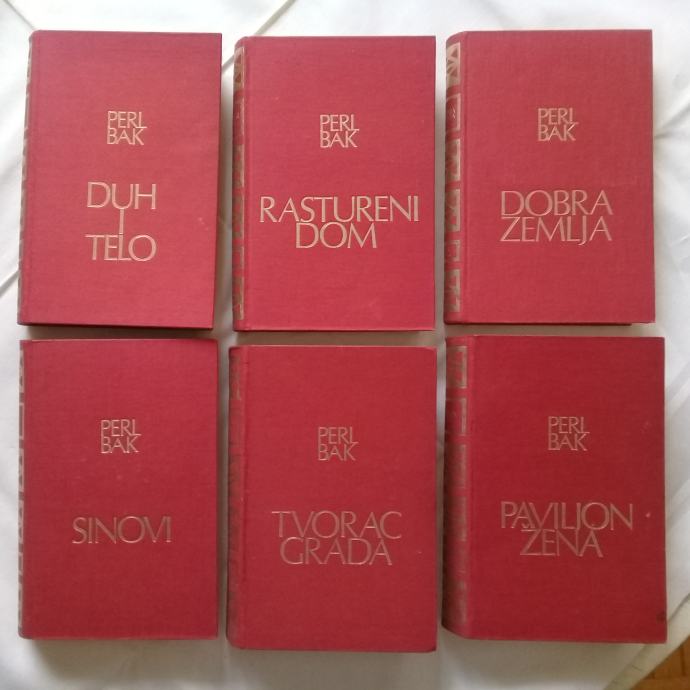 PERL
BAK
DUH
I
TELO
PERL
BAK
RASTURENI
DOM
PERL
BAK
DOBRA
ZEMLJA
PERL
BAK
SINOVI
PERL
BAK
TVORAC
GRADA
PERL
BAK
PAVILJON
ŽENA